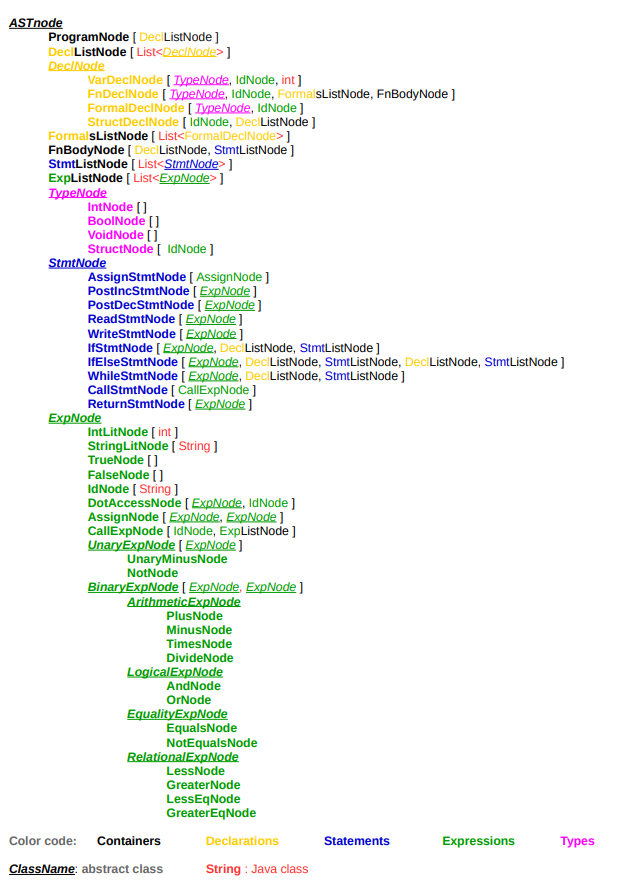 ASTnode
ProgramNode [ DeclListNode ]
DeclListNode [ List<DeclNode> ]
DeclNode
VarDeclNode [ TypeNode, IdNode, int ]
FnDeclNode [ TypeNode, IdNode, FormalsListNode, FnBodyNode ]
FormalDeclNode [ TypeNode, IdNode ]
StructDeclNode [ IdNode, DeclListNode ]
FormalsListNode [ List<FormalDeclNode> ]
FnBodyNode [ DeclListNode, StmtListNode ]
StmtListNode [ List<StmtNode> ]
ExpListNode [ List<ExpNode> ]
TypeNode
IntNode [ ]
BoolNode [ ]
VoidNode [ ]
StructNode [ IdNode ]
StmtNode
AssignStmtNode [ AssignNode ]
PostIncStmtNode [ ExpNode ]
PostDecStmtNode [ ExpNode ]
ReadStmtNode [ ExpNode ]
WriteStmtNode [ ExpNode ]
IfStmtNode [ ExpNode, DeclListNode, StmtListNode ]
IfElseStmtNode [ ExpNode, DeclListNode, StmtListNode, DeclListNode, StmtListNode ]
WhileStmtNode [ ExpNode, DeclListNode, StmtListNode ]
CallStmtNode [ CallExpNode ]
ReturnStmtNode [ ExpNode ]
ExpNode
IntLitNode [ int ]
StringLitNode [ String ]
TrueNode [ ]
FalseNode [ ]
IdNode [ String ]
DotAccessNode [ ExpNode, IdNode ]
AssignNode [ ExpNode, ExpNode ]
CallExpNode [ IdNode, ExpListNode ]
UnaryExpNode [ ExpNode ]
UnaryMinusNode
NotNode
BinaryExpNode [ ExpNode, ExpNode ]
ArithmeticExpNode
PlusNode
MinusNode
TimesNode
DivideNode
LogicalExpNode
AndNode
OrNode
EqualityExpNode
EqualsNode
NotEqualsNode
RelationalExpNode
LessNode
GreaterNode
LessEqNode
GreaterEqNode
Color code: Containers Declarations Statements Expressions Types
ClassName: abstract class String : Java class